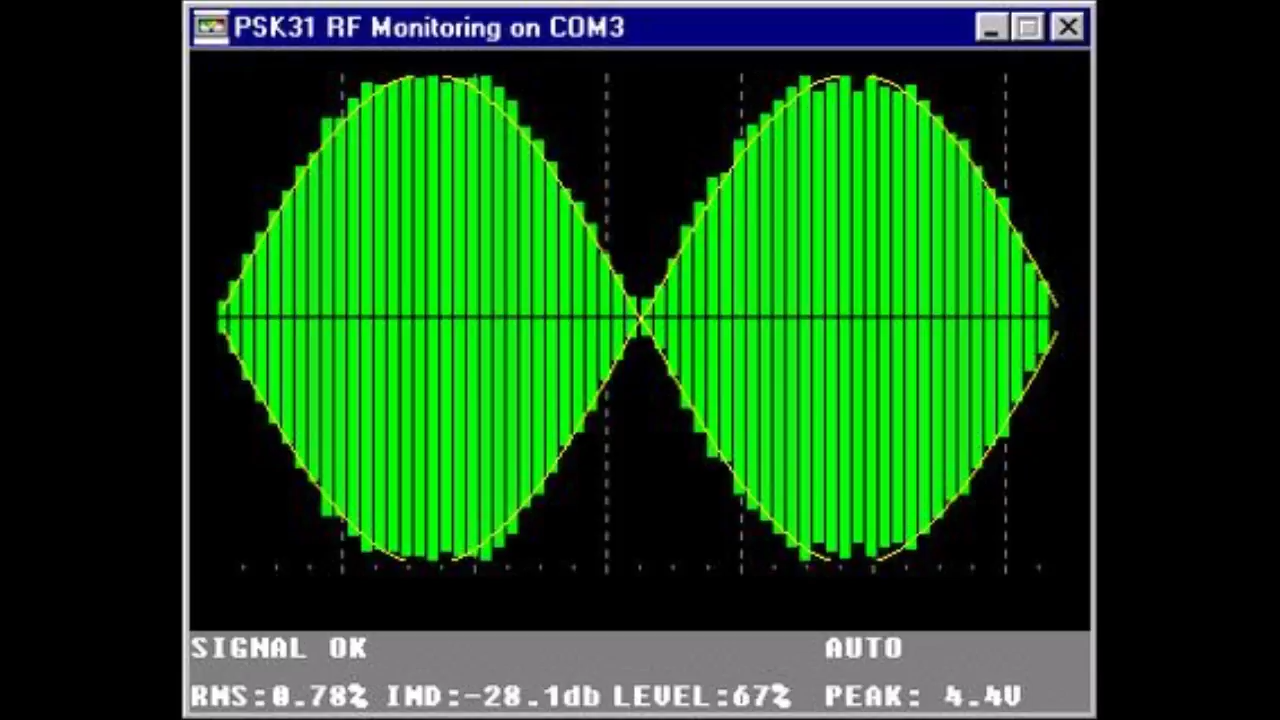 PSK31 RF Monitoring on COM3
SIGNAL OK AUTO
RMS:0.78% IMD:-28.1db LEVEL:67% PEAK: 4.4V